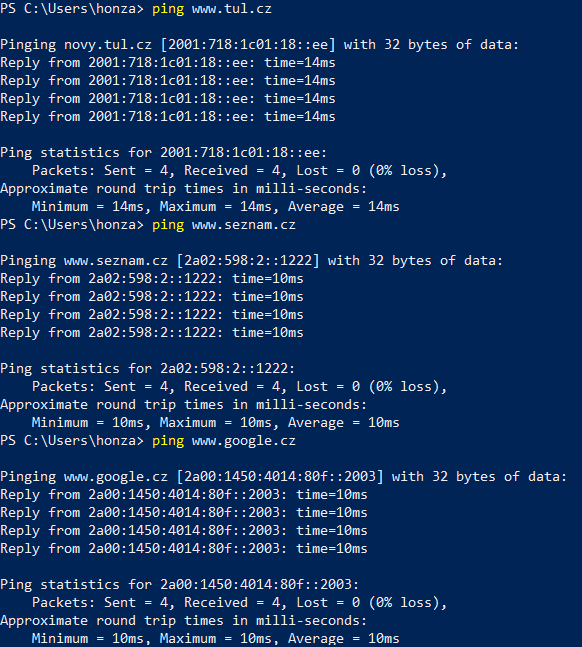 PS C:\Users\honza> ping www.tul.cz
Pinging novy.tul.cz [2001:718:1c01:18::ee] with 32 bytes of data:
Reply from 2001:718:1c01:18::ee: time=14ms
Reply from 2001:718:1c01:18::ee: time=14ms
Reply from 2001:718:1c01:18::ee: time=14ms
Reply from 2001:718:1c01:18::ee: time=14ms
Ping statistics for 2001:718:1c01:18::ee:
    Packets: Sent = 4, Received = 4, Lost = 0 (0% loss),
Approximate round trip times in milli-seconds:
    Minimum = 14ms, Maximum = 14ms, Average = 14ms
PS C:\Users\honza> ping www.seznam.cz
Pinging www.seznam.cz [2a02:598:2::1222] with 32 bytes of data:
Reply from 2a02:598:2::1222: time=10ms
Reply from 2a02:598:2::1222: time=10ms
Reply from 2a02:598:2::1222: time=10ms
Reply from 2a02:598:2::1222: time=10ms
Ping statistics for 2a02:598:2::1222:
    Packets: Sent = 4, Received = 4, Lost = 0 (0% loss),
Approximate round trip times in milli-seconds:
    Minimum = 10ms, Maximum = 10ms, Average = 10ms
PS C:\Users\honza> ping www.google.cz
Pinging www.google.cz [2a00:1450:4014:80f::2003] with 32 bytes of data:
Reply from 2a00:1450:4014:80f::2003: time=10ms
Reply from 2a00:1450:4014:80f::2003: time=10ms
Reply from 2a00:1450:4014:80f::2003: time=10ms
Reply from 2a00:1450:4014:80f::2003: time=10ms
Ping statistics for 2a00:1450:4014:80f::2003:
    Packets: Sent = 4, Received = 4, Lost = 0 (0% loss),
Approximate round trip times in milli-seconds:
    Minimum = 10ms, Maximum = 10ms, Average = 10ms